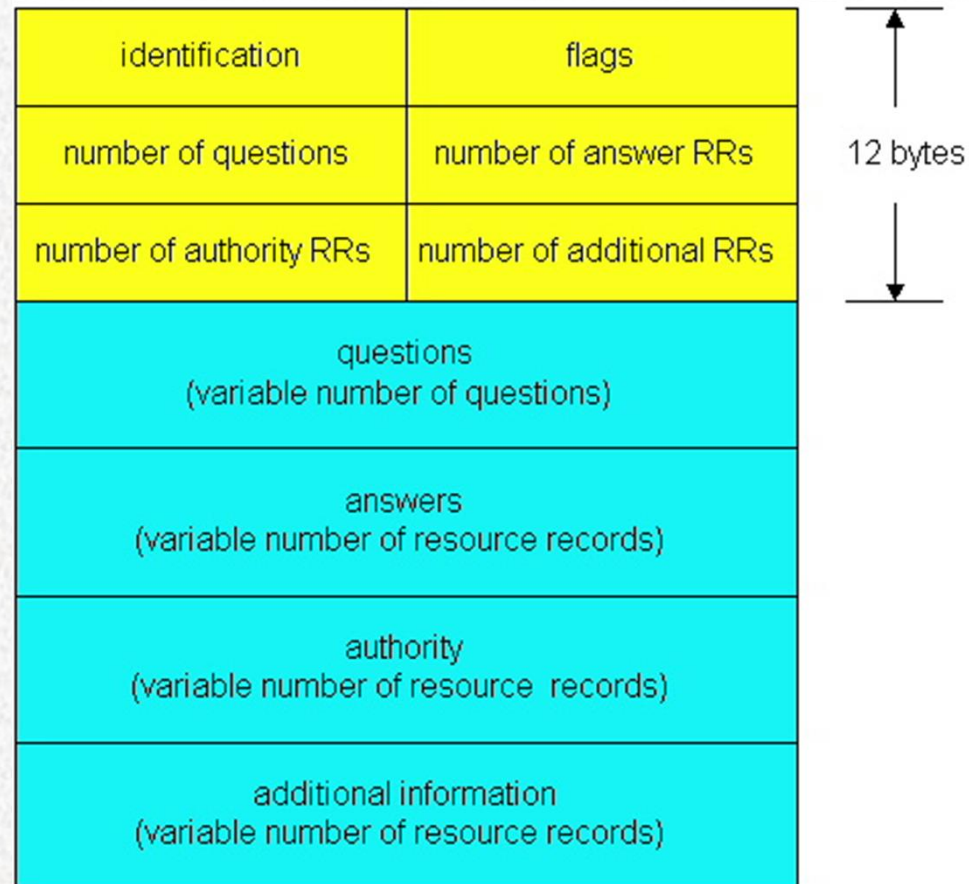 identification
flags
number of questions
number of answer RRs
12 bytes
number of authority RRs
number of additional RRs
questions
(variable number of questions)
answers
(variable number of resource records)
authority
(variable number of resource records)
additional information
(variable number of resource records)